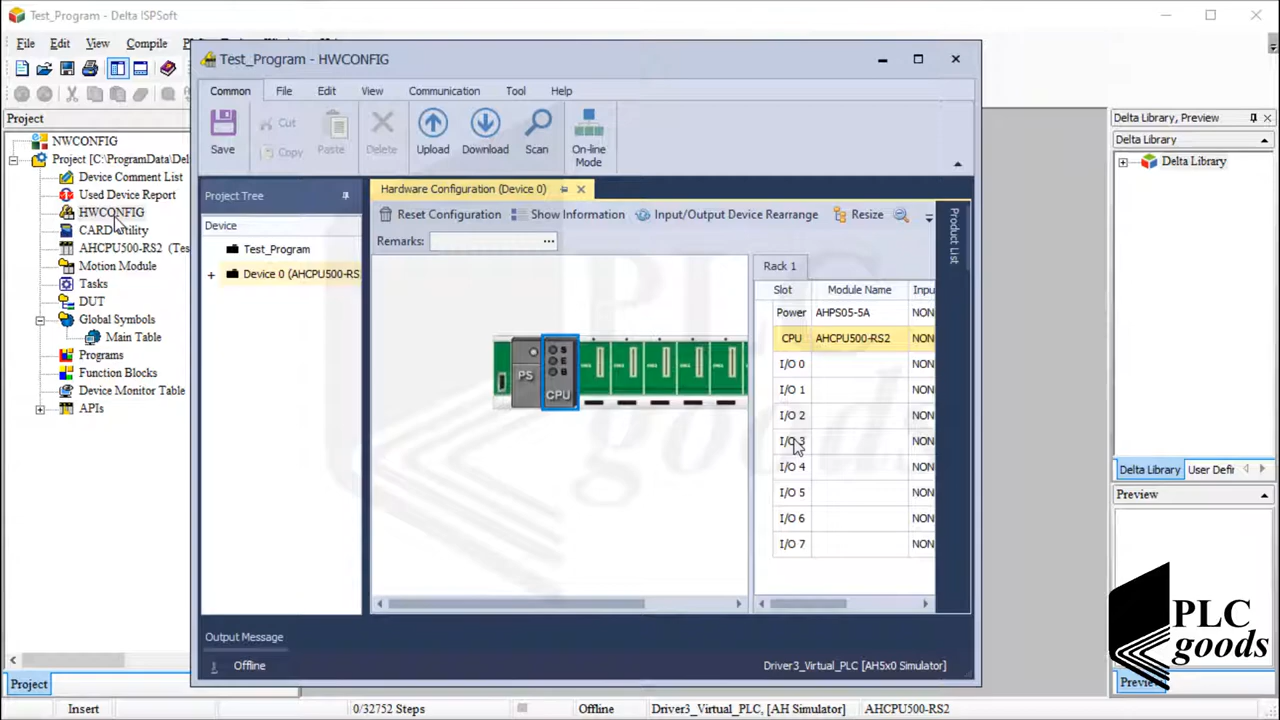 Test_Program - Delta ISPSoft
File Edit View Compile
Test_Program - HWCONFIG
Common File Edit View Communication Tool Help
Save
Cut
Copy
Paste
Delete
Upload
Download
Scan
On-line
Mode
Project
NWCONFIG
Project [C:\ProgramData\Del
Device Comment List
Used Device Report
HWCONFIG
CARD Utility
AHCPU500-RS2 (Tes
Motion Module
Tasks
DUT
Global Symbols
Main Table
Programs
Function Blocks
Device Monitor Table
APIs
Project
Project Tree
Device
Test_Program
Device 0 (AHCPU500-RS
Hardware Configuration (Device 0)
Reset Configuration Show Information Input/Output Device Rearrange Resize
Remarks: ...
PS
CPU
S
E
B
Rack 1
Slot Module Name Inpu
Power AHPS05-5A NON
CPU AHCPU500-RS2 NON
I/O 0 NON
I/O 1 NON
I/O 2 NON
I/O 3 NON
I/O 4 NON
I/O 5 NON
I/O 6 NON
I/O 7 NON
Product List
Output Message
Offline Driver3_Virtual_PLC [AH5x0 Simulator]
Delta Library, Preview
Delta Library
Delta Library
Delta Library User Defir
Preview
PLC
goods
PLC
goods
Insert 0/32752 Steps Offline Driver3_Virtual_PLC, [AH Simulator] AHCPU500-RS2